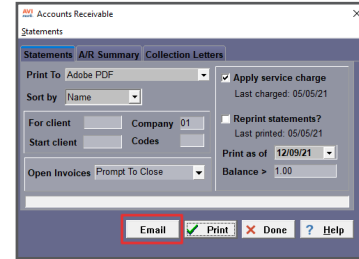 AVI Accounts Receivable
Statements
Statements A/R Summary Collection Letters
Print To Adobe PDF
Sort by Name
For client Company 01
Start client Codes
Open Invoices Prompt To Close
Apply service charge
Last charged: 05/05/21
Reprint statements?
Last printed: 05/05/21
Print as of 12/09/21
Balance > 1.00
Email Print Done ? Help